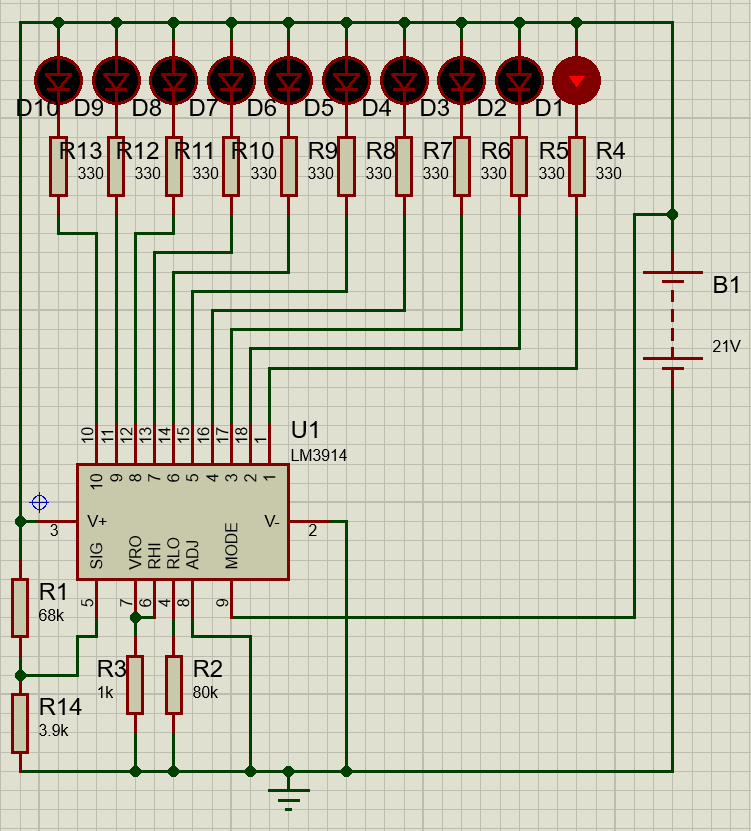 D10 D9 D8 D7 D6 D5 D4 D3 D2 D1
R13 R12 R11 R10 R9 R8 R7 R6 R5 R4
330 330 330 330 330 330 330 330 330 330
B1
21V
U1
LM3914
10 11 12 13 14 15 16 17 18 1
10 9 8 7 6 5 4 3 2 1
V+ V-
3 2
SIG VRO RHI RLO ADJ MODE
5 7 6 4 8 9
R1
68k
R3 R2
1k 80k
R14
3.9k